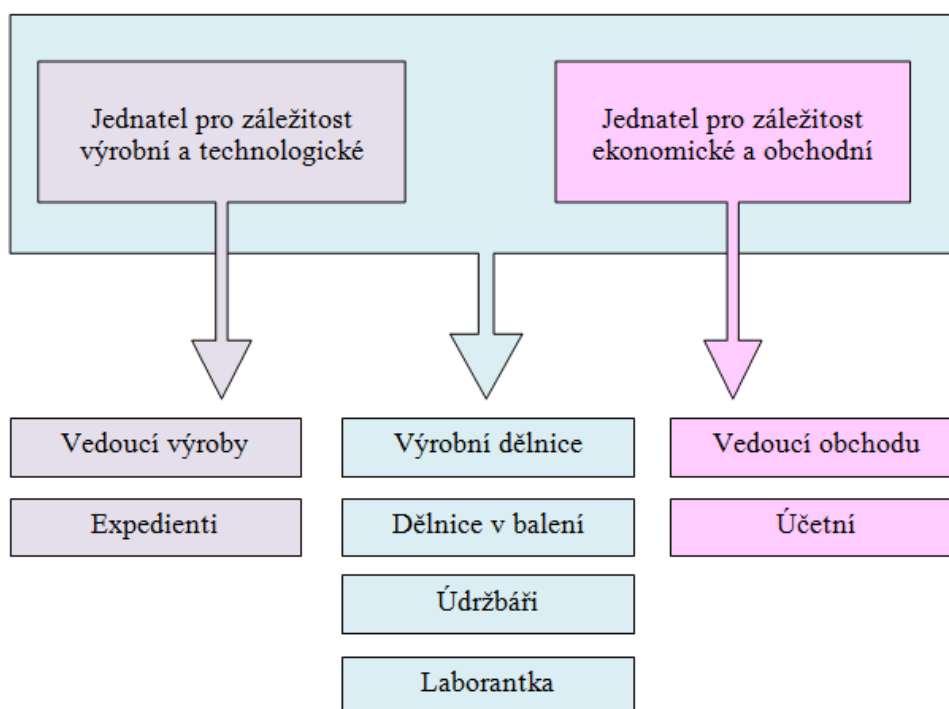 Jednatel pro záležitost
výrobní a technologické
Jednatel pro záležitost
ekonomické a obchodní
Vedoucí výroby
Výrobní dělnice
Vedoucí obchodu
Expedienti
Dělnice v balení
Účetní
Údržbáři
Laborantka